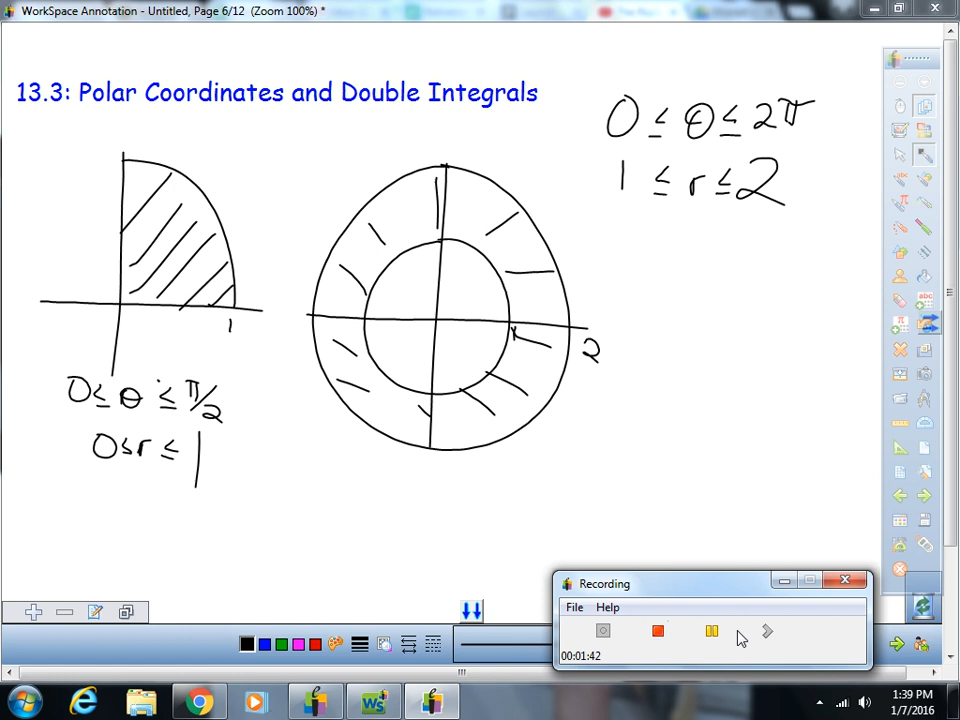 WorkSpace Annotation - Untitled, Page 6/12 (Zoom 100%) *
13.3: Polar Coordinates and Double Integrals
0 ≤ θ ≤ 2π
1 ≤ r ≤ 2
1
2
0 ≤ θ ≤ π/2
0 ≤ r ≤ 1
Recording
File Help
00:01:42
1:39 PM
1/7/2016